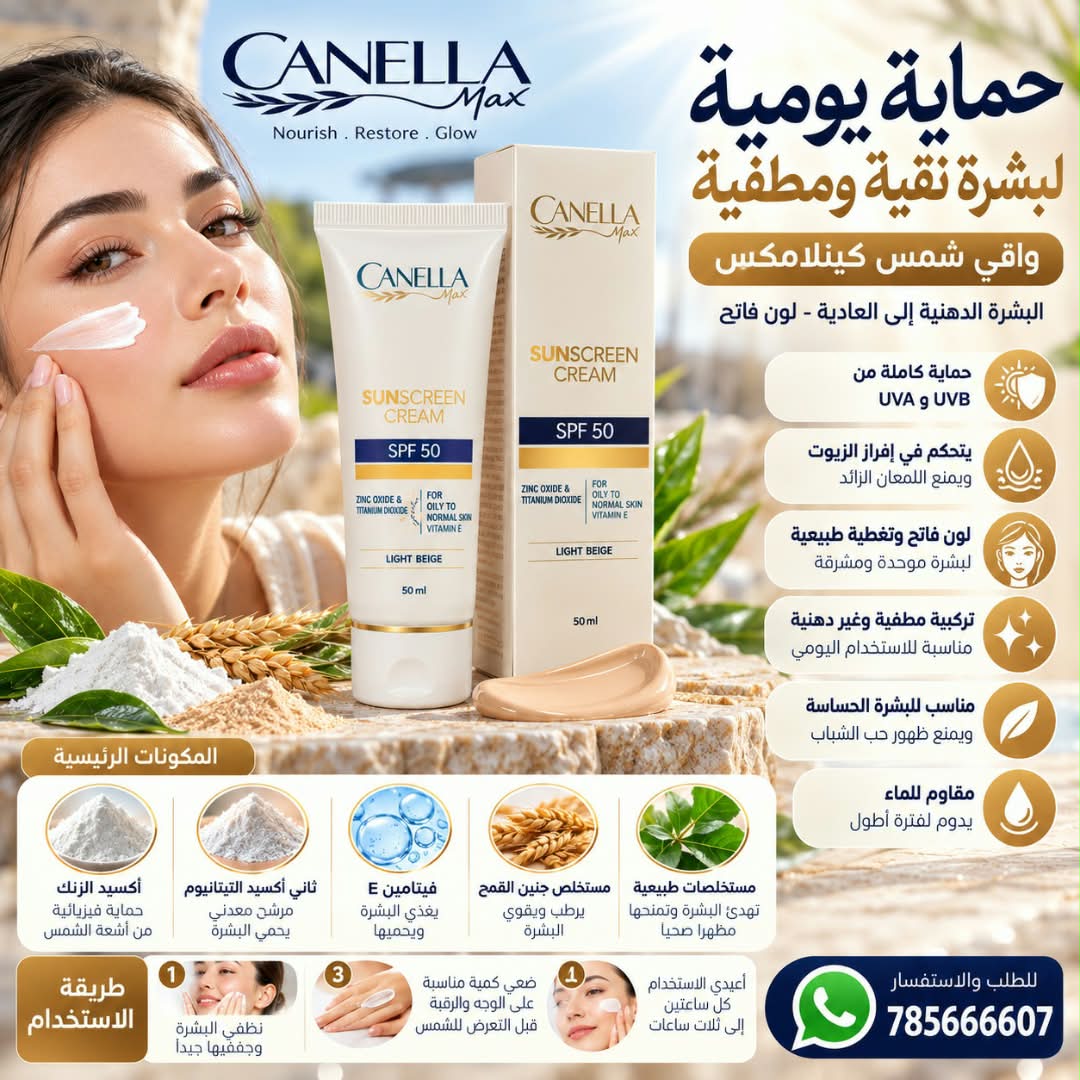 CANELLA
Max
Nourish . Restore . Glow
حماية يومية
لبشرة نقية ومطفية
واقي شمس كينلامكس
البشرة الدهنية إلى العادية - لون فاتح
CANELLA
Max
SUNSCREEN
CREAM
SPF 50
ZINC OXIDE &
TITANIUM DIOXIDE
FOR
OILY TO
NORMAL SKIN
VITAMIN E
LIGHT BEIGE
50 ml
CANELLA
Max
SUNSCREEN
CREAM
SPF 50
ZINC OXIDE &
TITANIUM DIOXIDE
FOR
OILY TO
NORMAL SKIN
VITAMIN E
LIGHT BEIGE
50 ml
حماية كاملة من
UVA و UVB
يتحكم في إفراز الزيوت
ويمنع اللمعان الزائد
لون فاتح وتغطية طبيعية
لبشرة موحدة ومشرقة
تركيبة مطفية وغير دهنية
مناسبة للاستخدام اليومي
مناسب للبشرة الحساسة
ويمنع ظهور حب الشباب
مقاوم للماء
يدوم لفترة أطول
المكونات الرئيسية
مستخلصات طبيعية
تهدئ البشرة وتمنحها
مظهرا صحيا
مستخلص جنين القمح
يرطب ويقوي
البشرة
فيتامين E
يغذي البشرة
ويحميها
ثاني أكسيد التيتانيوم
مرشح معدني
يحمي البشرة
أكسيد الزنك
حماية فيزيائية
من أشعة الشمس
طريقة
الاستخدام
1
نظفي البشرة
وجففيها جيداً
3
ضعي كمية مناسبة
على الوجه والرقبة
قبل التعرض للشمس
1
أعيدي الاستخدام
كل ساعتين
إلى ثلاث ساعات
للطلب والاستفسار
785666607